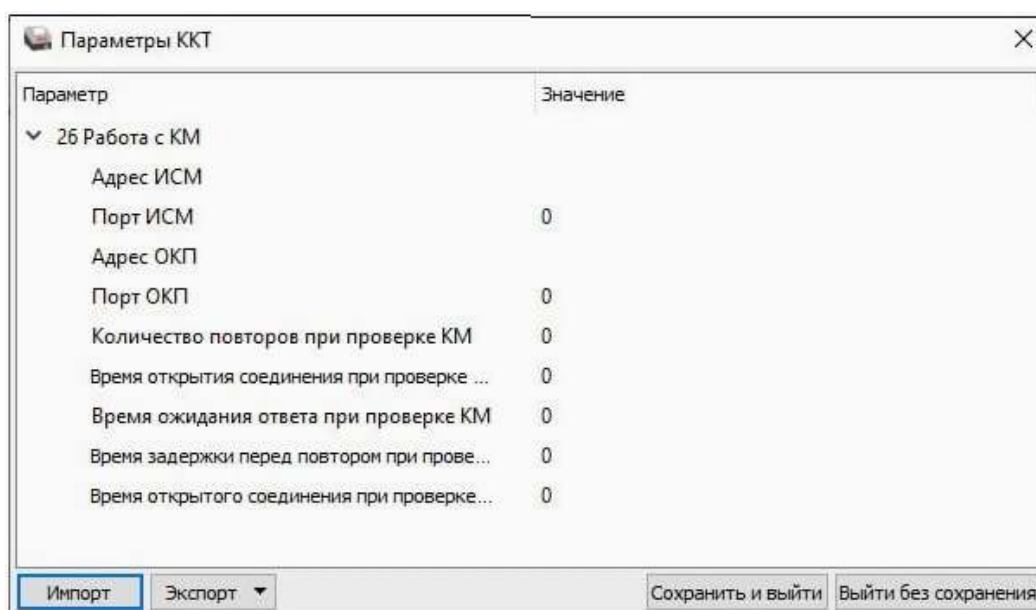 Параметры ККТ
Параметр Значение
26 Работа с КМ
Адрес ИСМ
Порт ИСМ 0
Адрес ОКП
Порт ОКП 0
Количество повторов при проверке КМ 0
Время открытия соединения при проверке ... 0
Время ожидания ответа при проверке КМ 0
Время задержки перед повтором при прове... 0
Время открытого соединения при проверке... 0
Импорт Экспорт Сохранить и выйти Выйти без сохранения